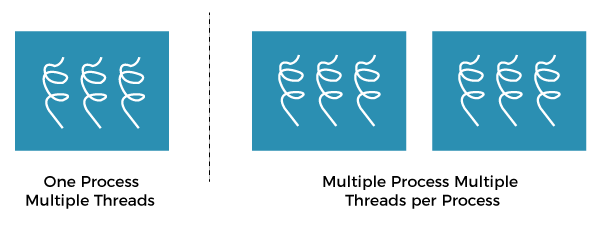 One Process
Multiple Threads
Multiple Process Multiple
Threads per Process